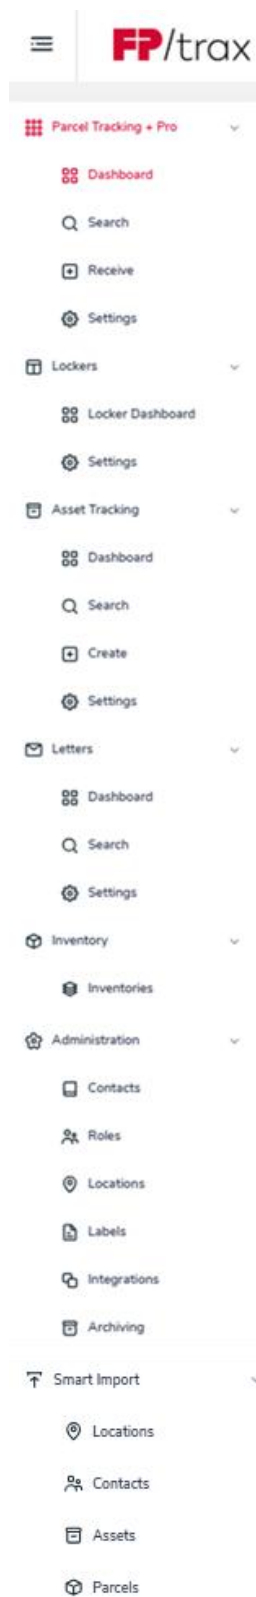 FP/trax
Parcel Tracking + Pro
Dashboard
Search
Receive
Settings
Lockers
Locker Dashboard
Settings
Asset Tracking
Dashboard
Search
Create
Settings
Letters
Dashboard
Search
Settings
Inventory
Inventories
Administration
Contacts
Roles
Locations
Labels
Integrations
Archiving
Smart Import
Locations
Contacts
Assets
Parcels